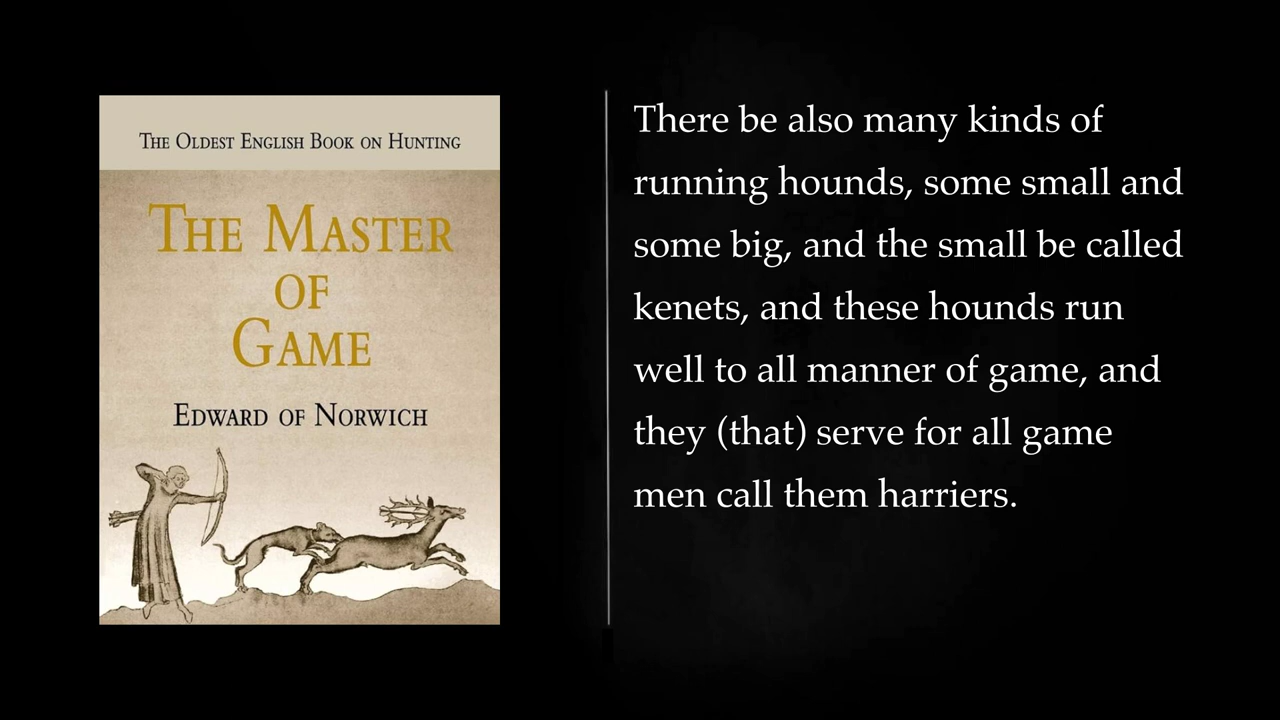 THE OLDEST ENGLISH BOOK ON HUNTING
THE MASTER
OF
GAME
EDWARD OF NORWICH
There be also many kinds of
running hounds, some small and
some big, and the small be called
kenets, and these hounds run
well to all manner of game, and
they (that) serve for all game
men call them harriers.